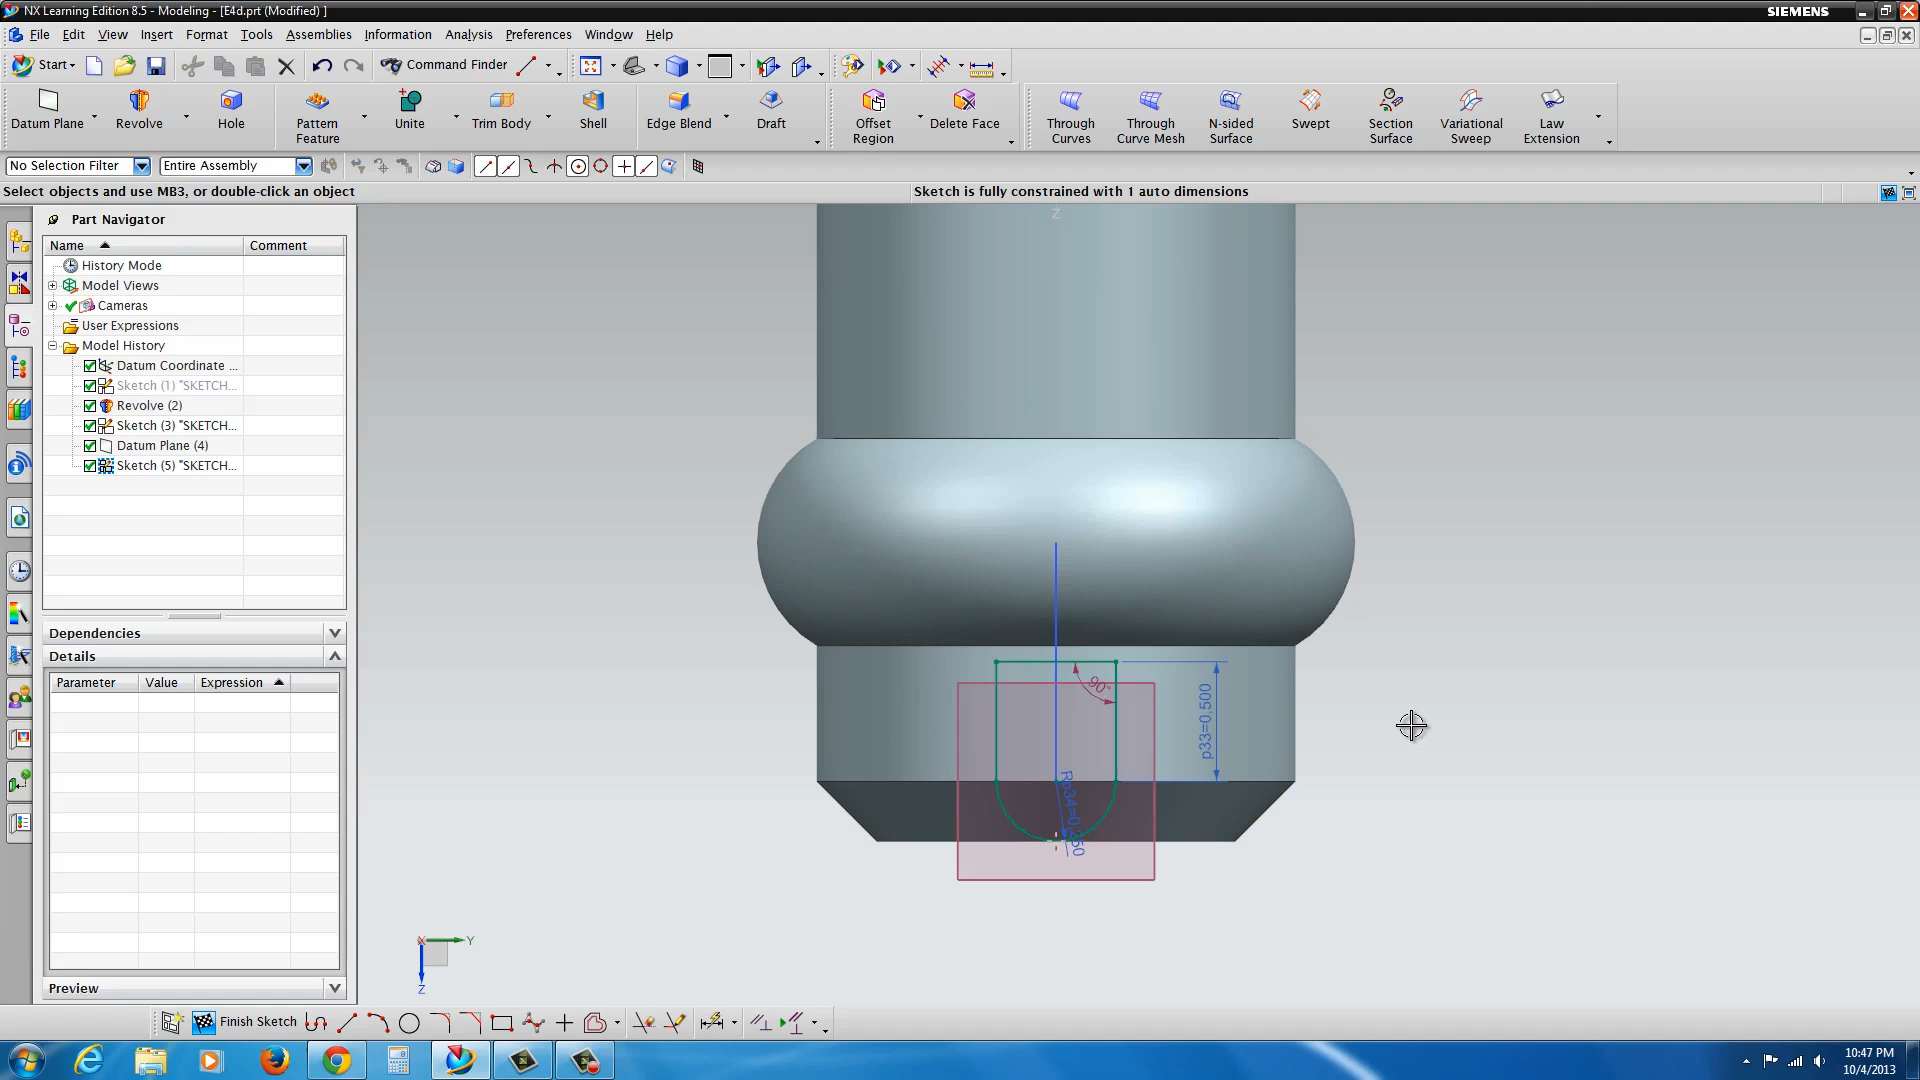 NX Learning Edition 8.5 - Modeling - [E4d.prt (Modified) ]
SIEMENS
File Edit View Insert Format Tools Assemblies Information Analysis Preferences Window Help
Start Command Finder
Datum Plane Revolve Hole Pattern Feature Unite Trim Body Shell Edge Blend Draft Offset Region Delete Face Through Curves Through Curve Mesh N-sided Surface Swept Section Surface Variational Sweep Law Extension
No Selection Filter Entire Assembly
Select objects and use MB3, or double-click an object
Sketch is fully constrained with 1 auto dimensions
Part Navigator
Name Comment
History Mode
Model Views
Cameras
User Expressions
Model History
Datum Coordinate ...
Sketch (1) "SKETCH...
Revolve (2)
Sketch (3) "SKETCH...
Datum Plane (4)
Sketch (5) "SKETCH...
Dependencies
Details
Parameter Value Expression
Preview
Z
90°
p33=0,500
Rp34=0,250
X Y
Z
Finish Sketch
10:47 PM
10/4/2013